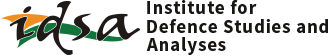 idsa
Institute for
Defence Studies and
Analyses